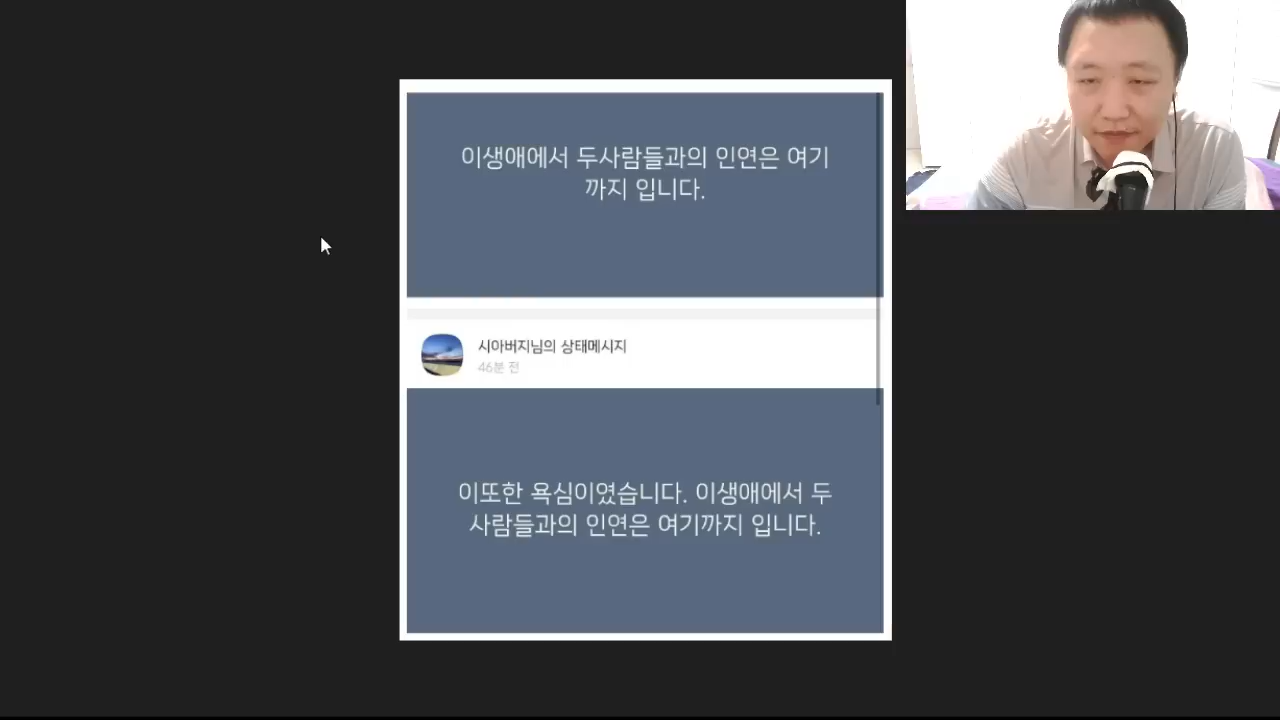 이생애에서 두사람들과의 인연은 여기
까지 입니다.
시아버지님의 상태메시지
46분 전
이또한 욕심이였습니다. 이생애에서 두
사람들과의 인연은 여기까지 입니다.